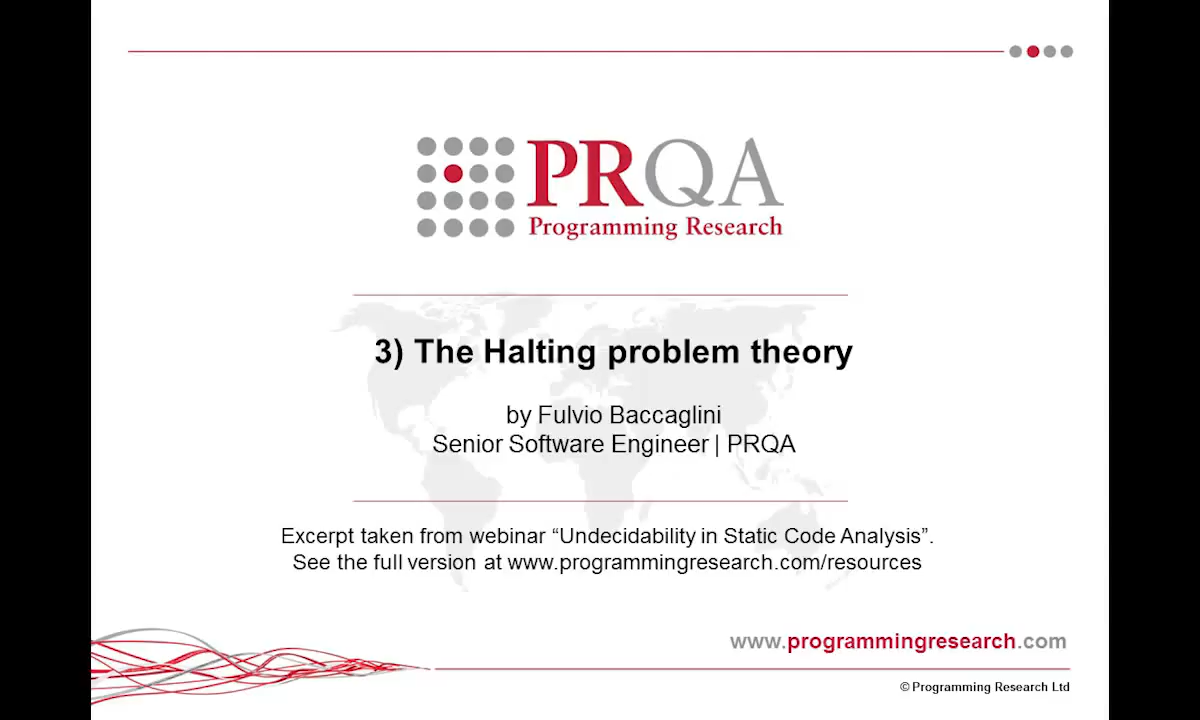 PRQA
Programming Research
3) The Halting problem theory
by Fulvio Baccaglini
Senior Software Engineer | PRQA
Excerpt taken from webinar “Undecidability in Static Code Analysis”.
See the full version at www.programmingresearch.com/resources
www.programmingresearch.com
© Programming Research Ltd